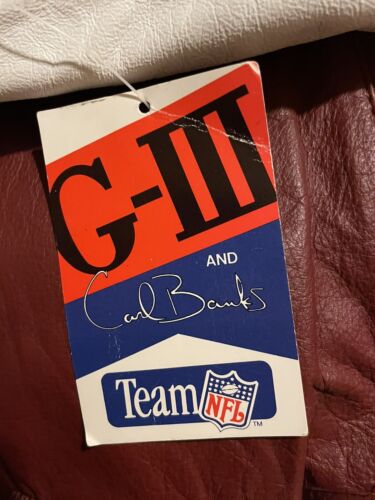 G-III
AND
Carl Banks
Team NFL TM